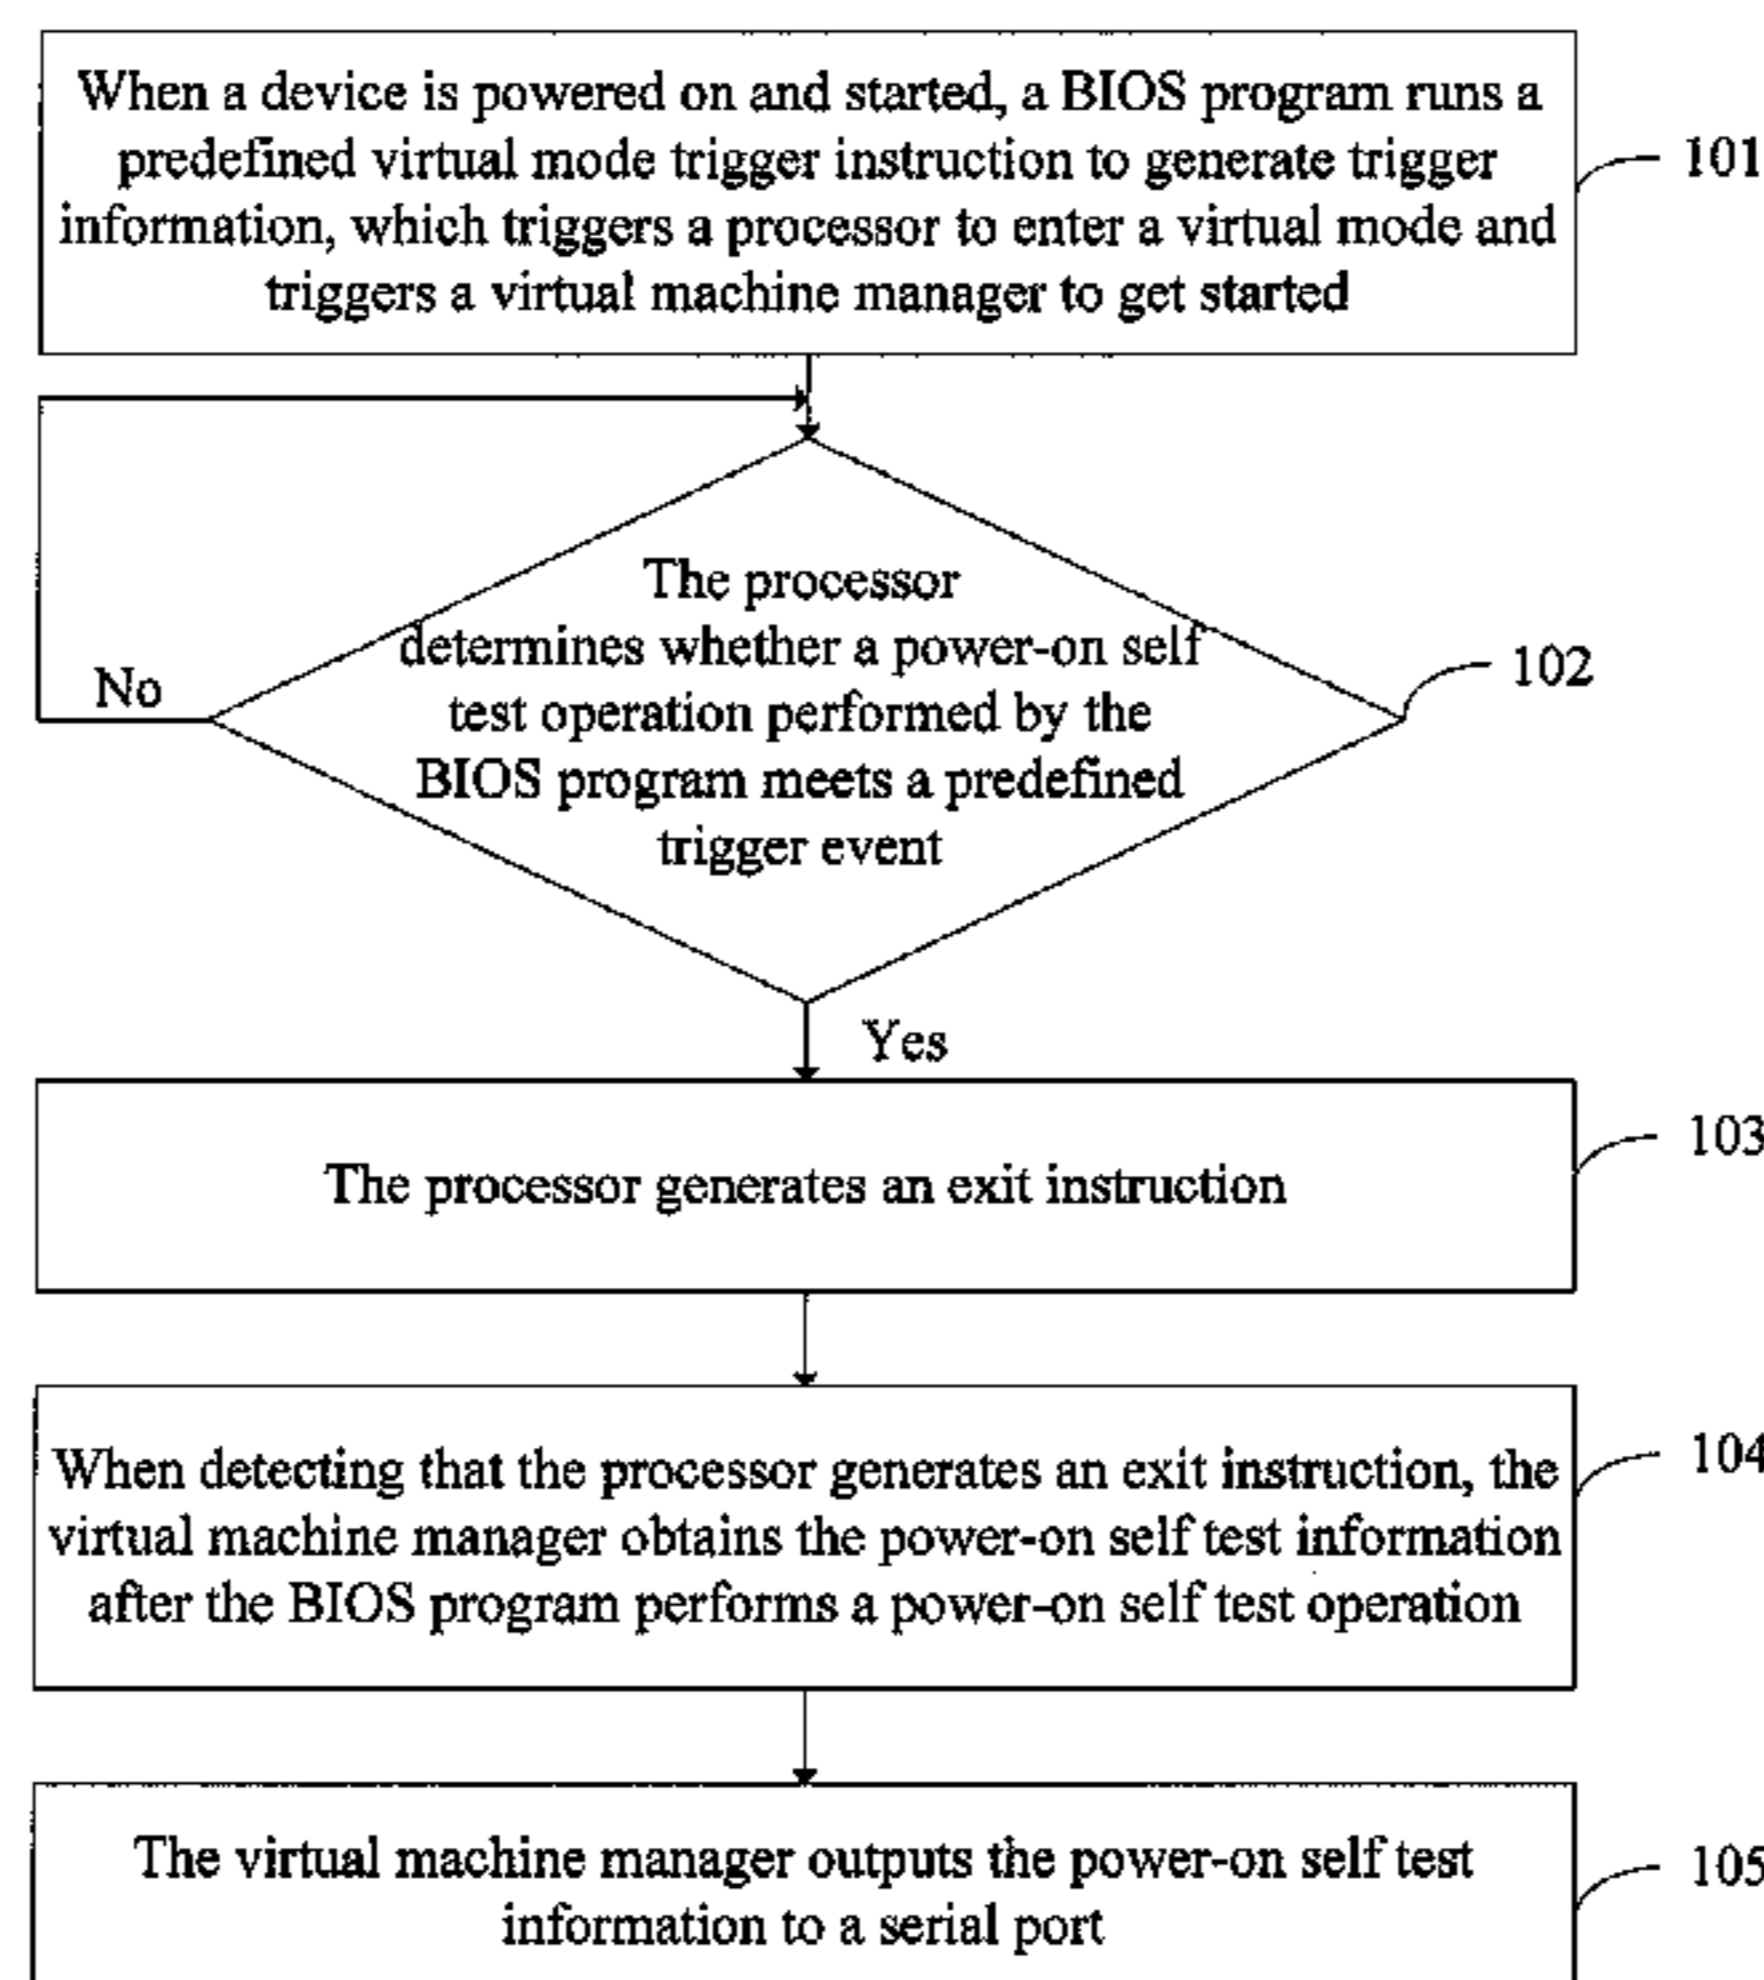 When a device is powered on and started, a BIOS program runs a
predefined virtual mode trigger instruction to generate trigger
information, which triggers a processor to enter a virtual mode and
triggers a virtual machine manager to get started
101
The processor
determines whether a power-on self
test operation performed by the
BIOS program meets a predefined
trigger event
102
No
Yes
The processor generates an exit instruction
103
When detecting that the processor generates an exit instruction, the
virtual machine manager obtains the power-on self test information
after the BIOS program performs a power-on self test operation
104
The virtual machine manager outputs the power-on self test
information to a serial port
105